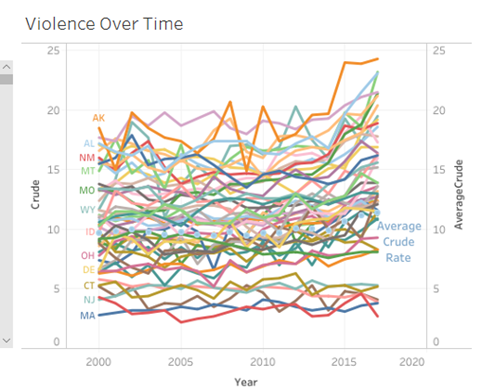 Violence Over Time
25 25
AK
20 20
AL
NM
MT
15 15
MO
WY
ID
10 10
Average
Crude
Rate
OH
DE
CT
NJ
MA
5 5
0 0
Crude
AverageCrude
2000 2005 2010 2015 2020
Year